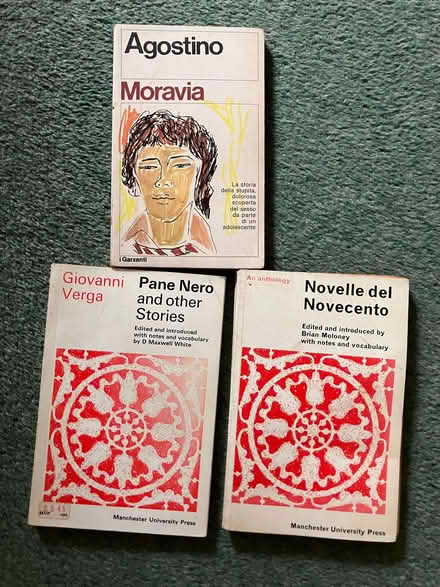 Agostino
Moravia
La storia
della stupita,
dolorosa
scoperta
del sesso
da parte
di un
adolescente
i Garzanti
Giovanni
Verga
Pane Nero
and other
Stories
Edited and introduced
with notes and vocabulary
by D Maxwell White
Manchester University Press
An anthology
Novelle del
Novecento
Edited and introduced by
Brian Moloney
with notes and vocabulary
Manchester University Press